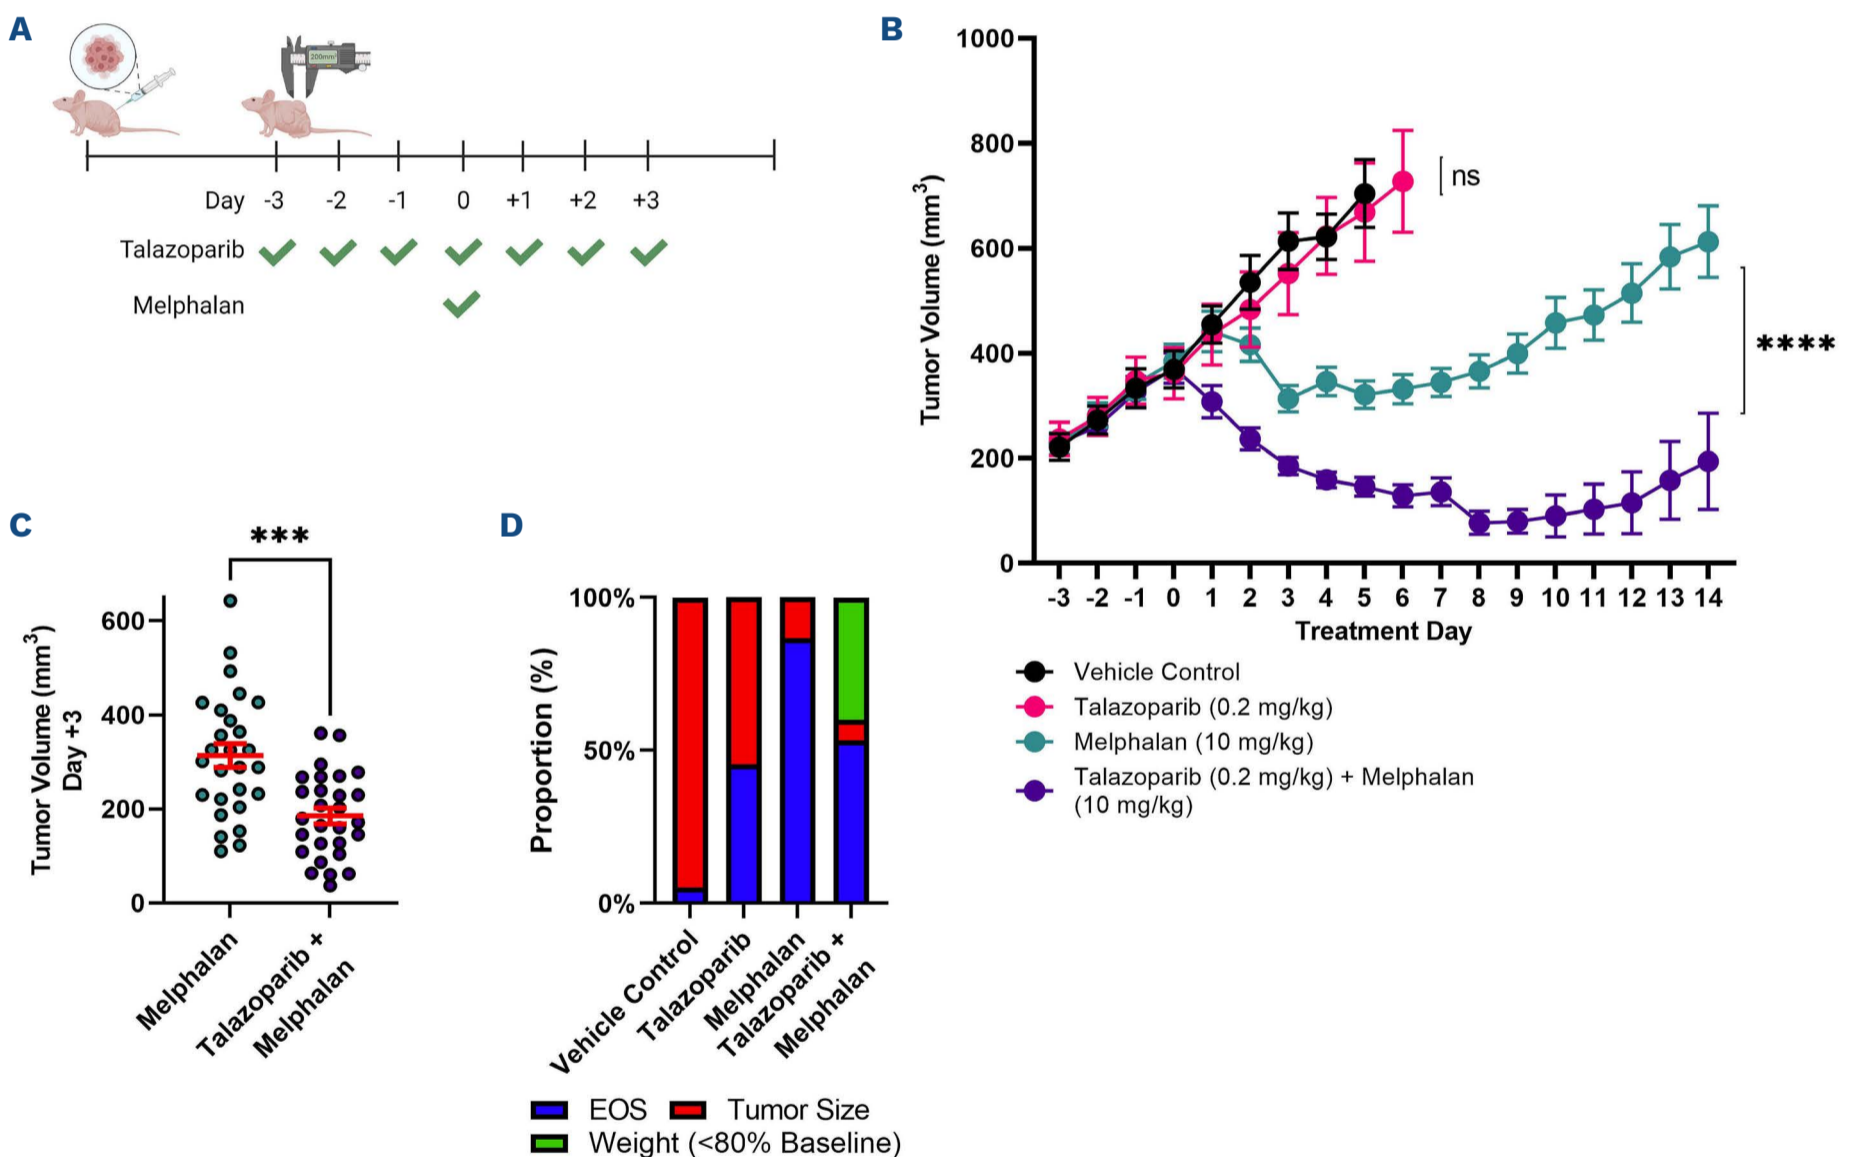 A
200mm³
Day -3 -2 -1 0 +1 +2 +3
Talazoparib
Melphalan
B
1000
800
600
400
200
0
Tumor Volume (mm³)
ns
****
-3 -2 -1 0 1 2 3 4 5 6 7 8 9 10 11 12 13 14
Treatment Day
Vehicle Control
Talazoparib (0.2 mg/kg)
Melphalan (10 mg/kg)
Talazoparib (0.2 mg/kg) + Melphalan
(10 mg/kg)
C
***
Tumor Volume (mm³)
Day +3
600
400
200
0
Melphalan
Talazoparib +
Melphalan
D
Proportion (%)
100%
50%
0%
Vehicle Control
Talazoparib
Melphalan
Talazoparib +
Melphalan
EOS Tumor Size
Weight (<80% Baseline)